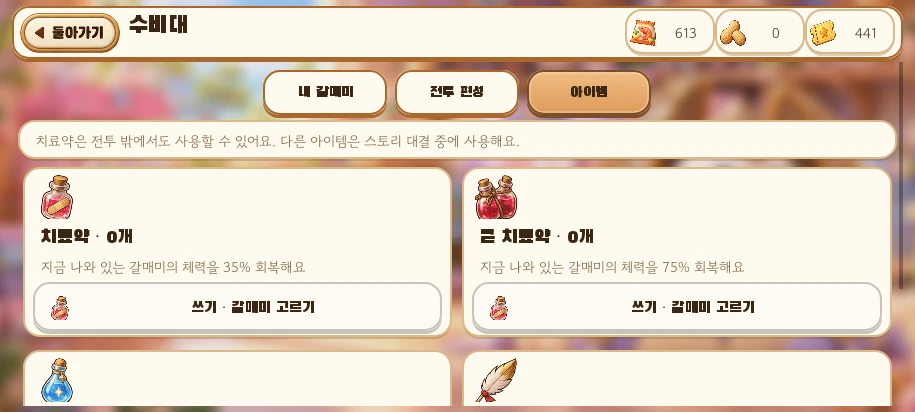 돌아가기
수비대
613
0
441
내 갈매미
전투 편성
아이템
치료약은 전투 밖에서도 사용할 수 있어요. 다른 아이템은 스토리 대결 중에 사용해요.
치료약 · 0개
지금 나와 있는 갈매미의 체력을 35% 회복해요
쓰기 · 갈매미 고르기
큰 치료약 · 0개
지금 나와 있는 갈매미의 체력을 75% 회복해요
쓰기 · 갈매미 고르기